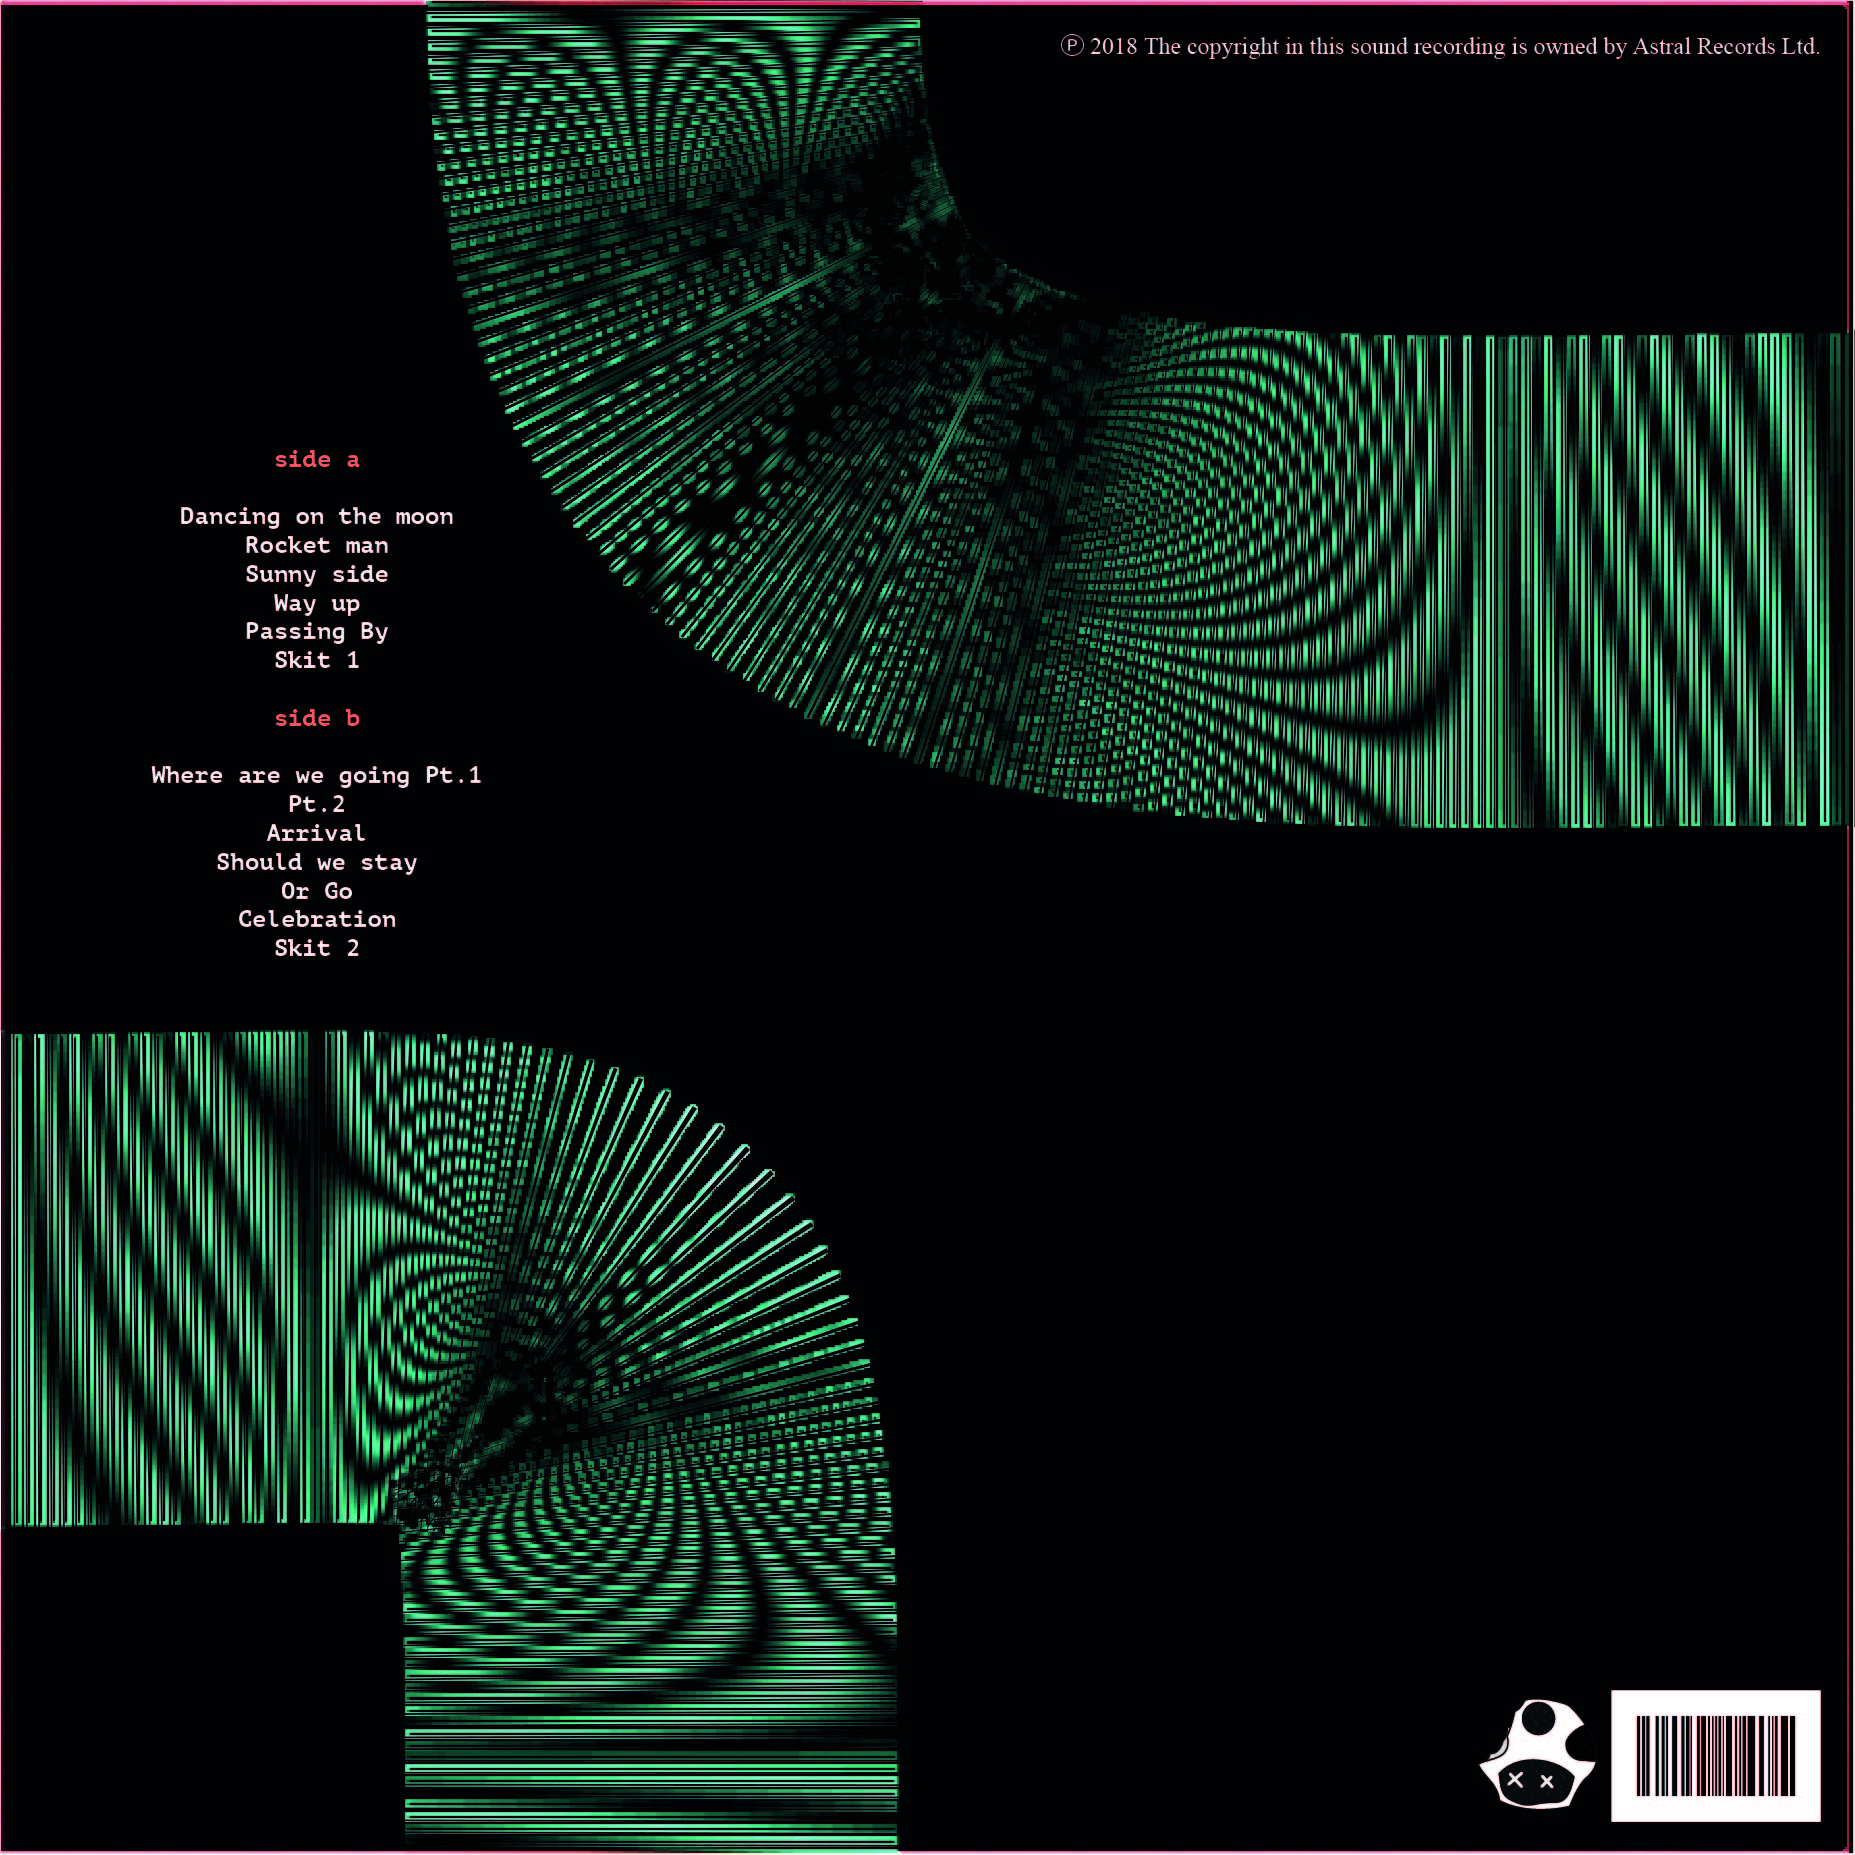 ℗ 2018 The copyright in this sound recording is owned by Astral Records Ltd.
side a
Dancing on the moon
Rocket man
Sunny side
Way up
Passing By
Skit 1
side b
Where are we going Pt.1
Pt.2
Arrival
Should we stay
Or Go
Celebration
Skit 2